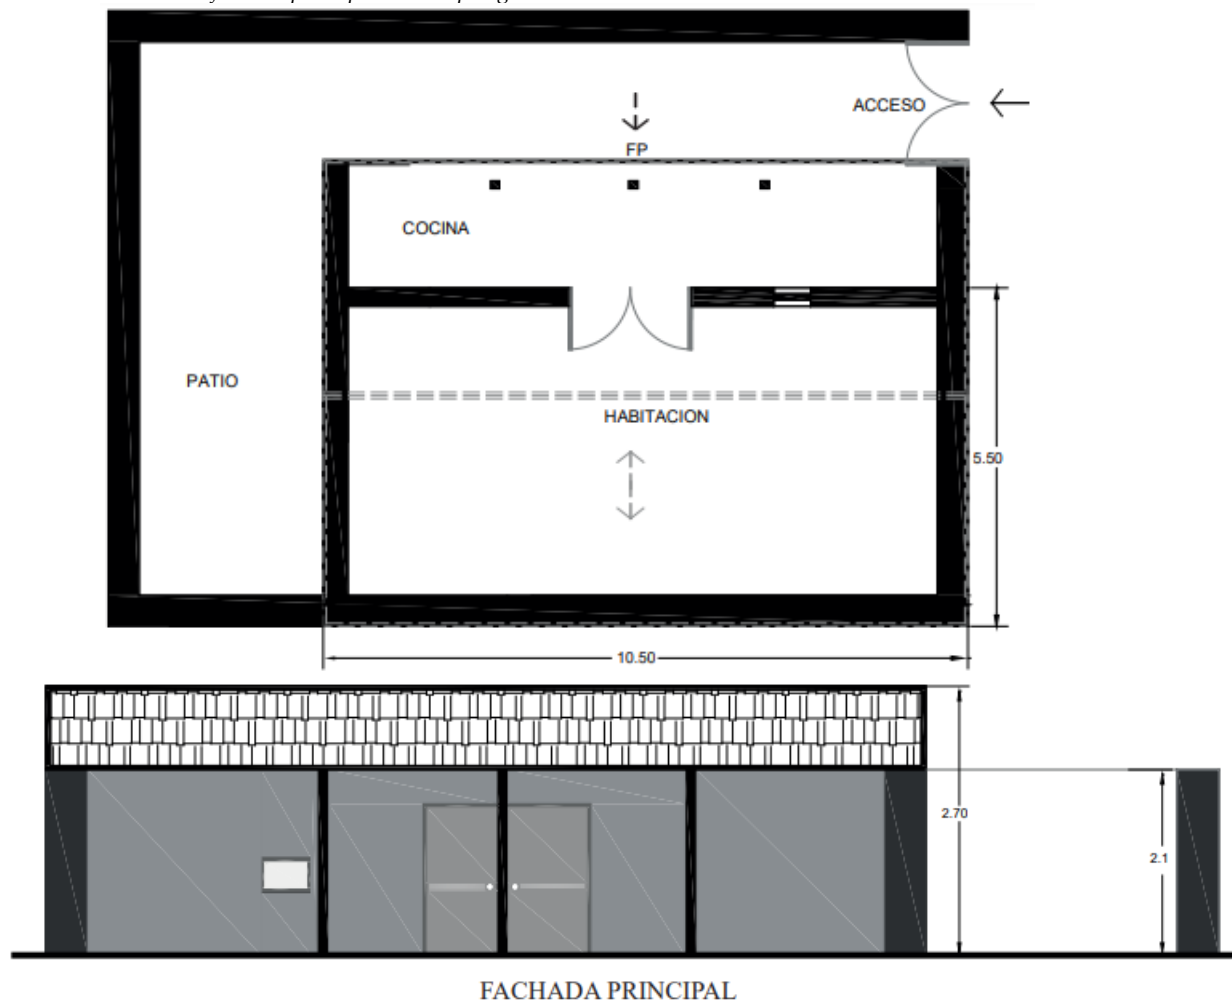 ACCESO
FP
COCINA
PATIO
HABITACION
5.50
10.50
2.70
2.1
FACHADA PRINCIPAL